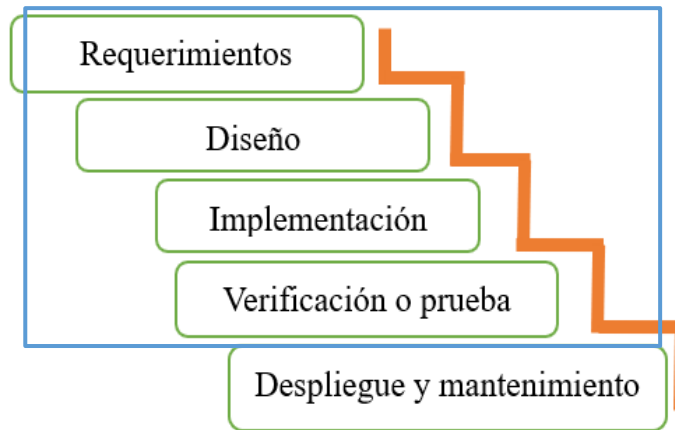 Requerimientos
Diseño
Implementación
Verificación o prueba
Despliegue y mantenimiento